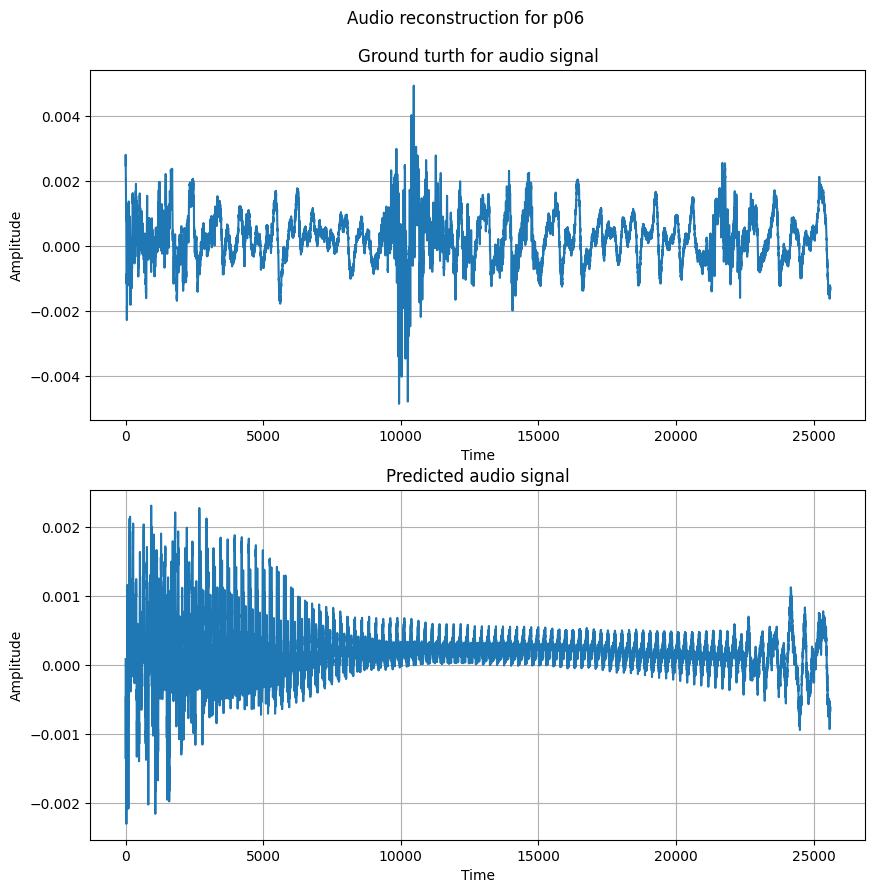 Audio reconstruction for p06
Ground turth for audio signal
0.004
0.002
0.000
−0.002
−0.004
Amplitude
0 5000 10000 15000 20000 25000
Time
Predicted audio signal
0.002
0.001
0.000
−0.001
−0.002
Amplitude
0 5000 10000 15000 20000 25000
Time